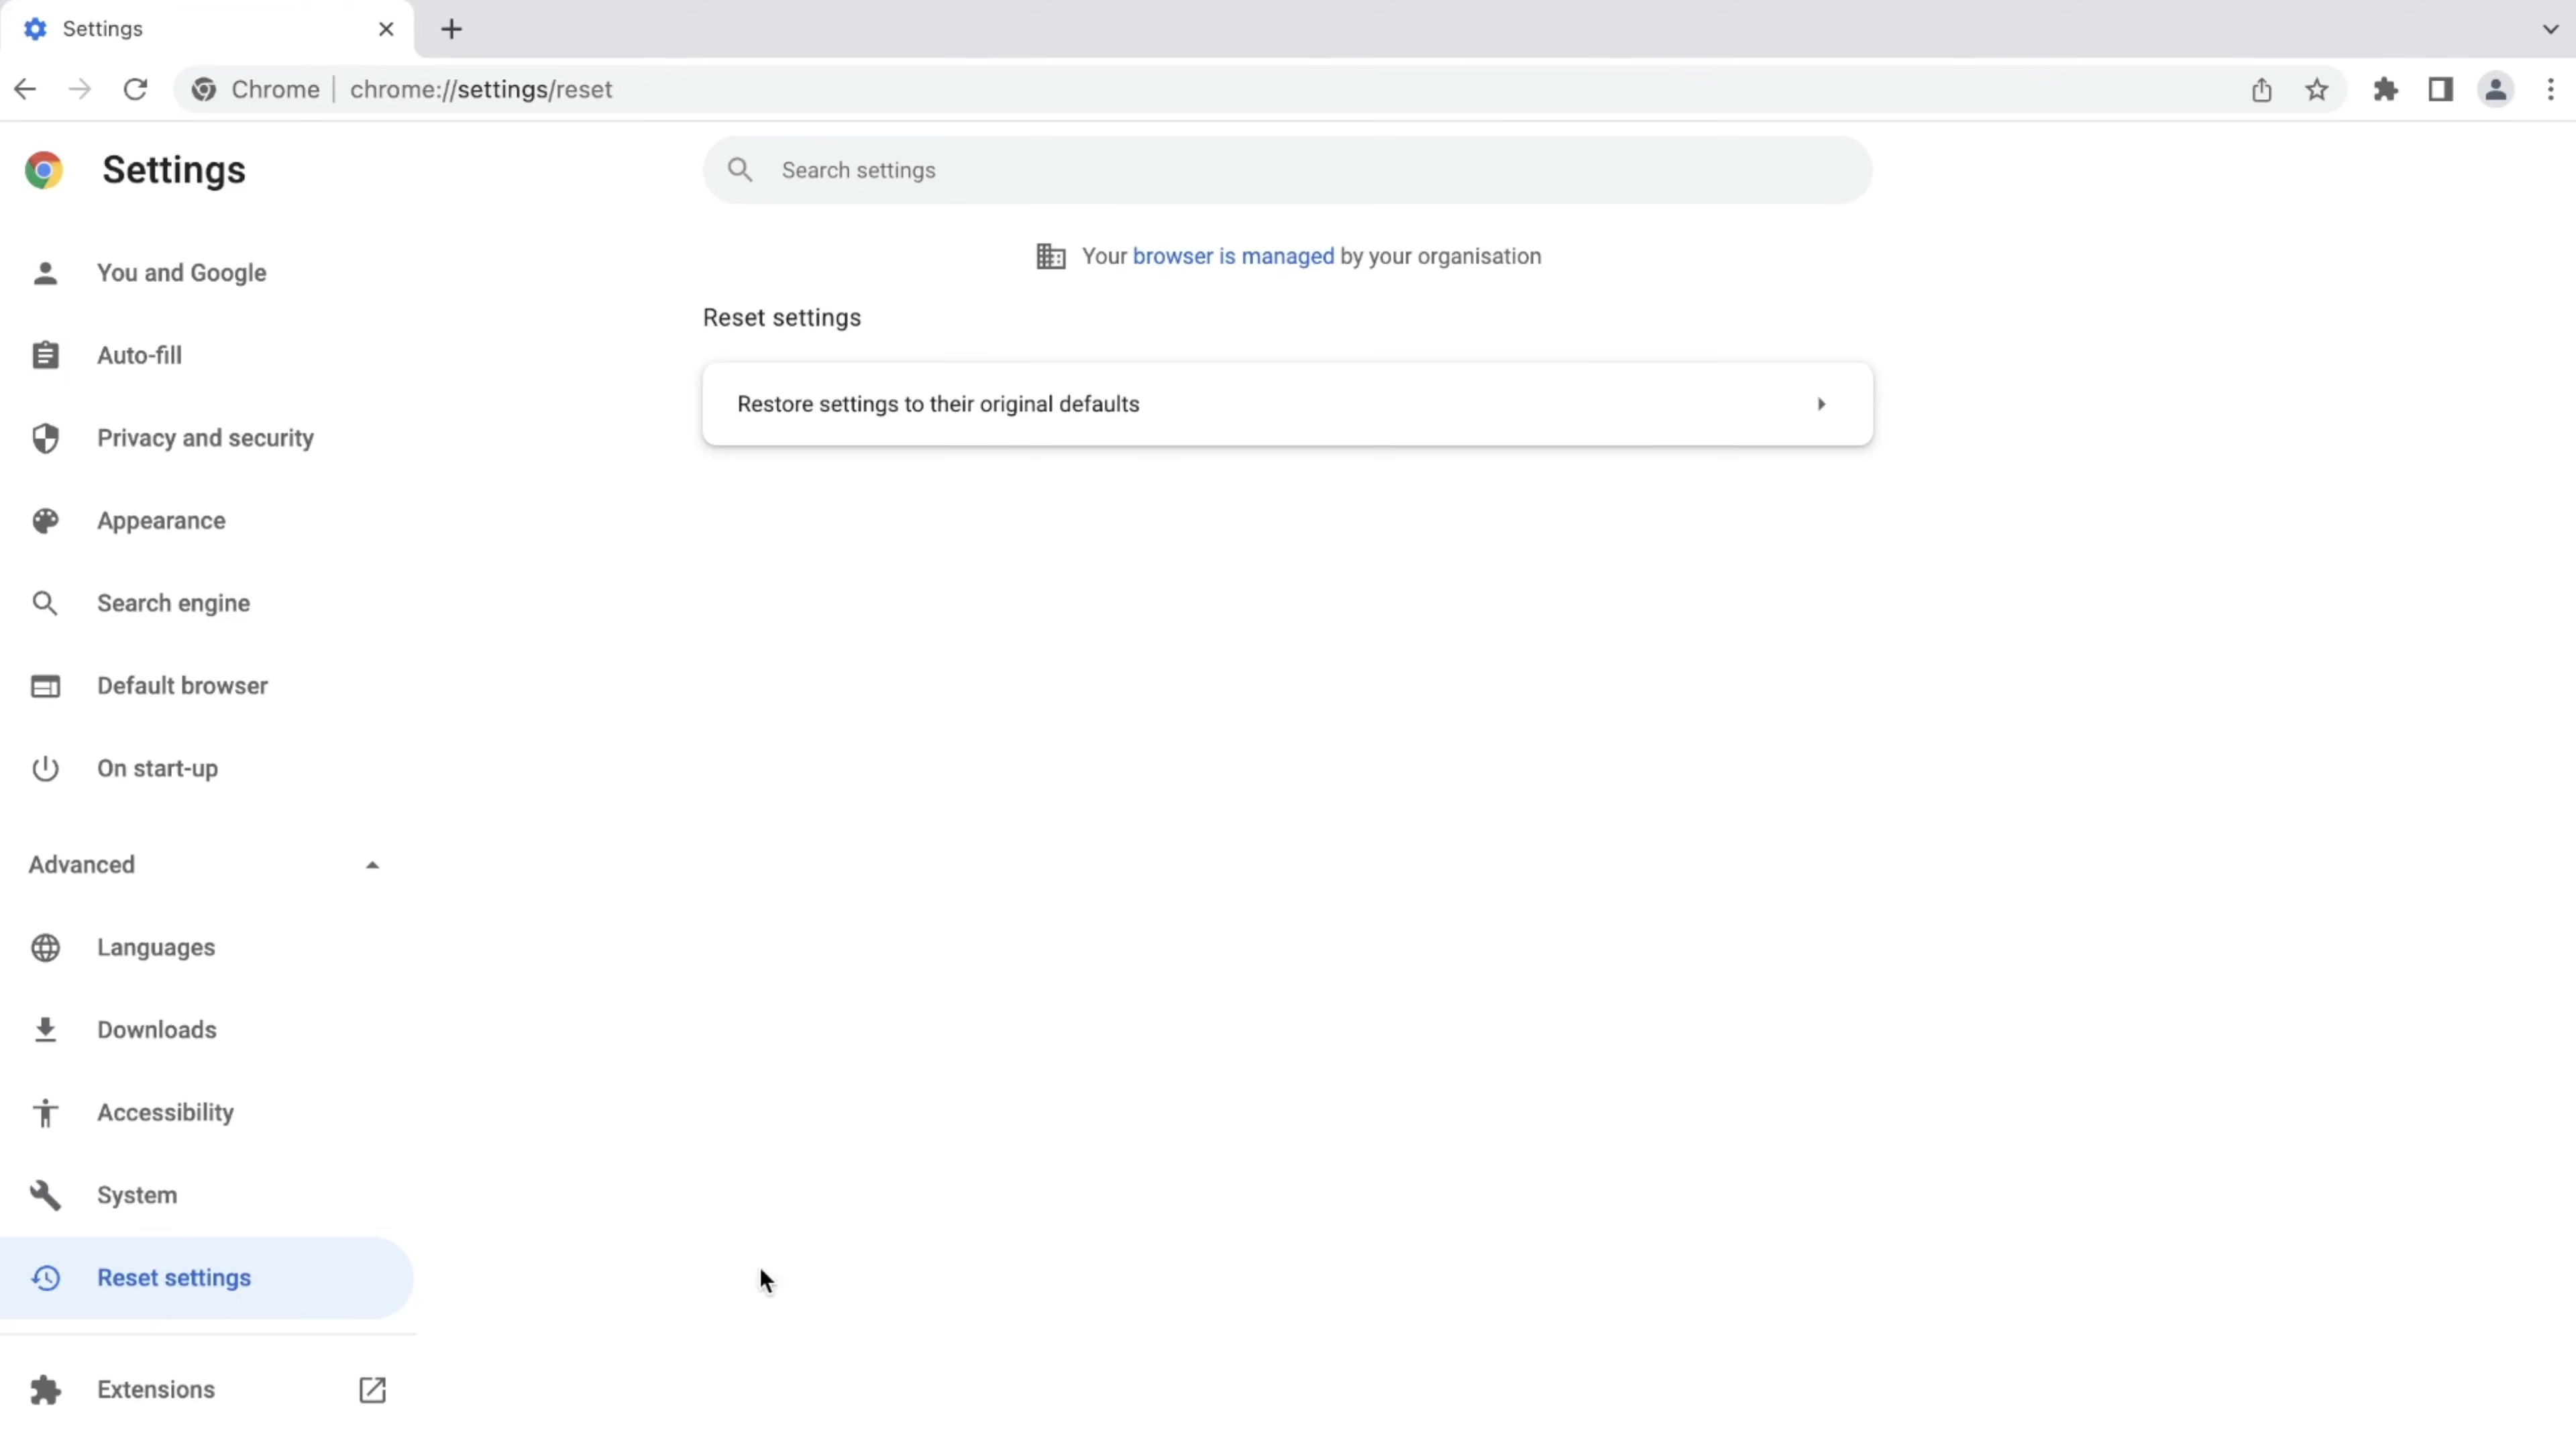 Settings
Chrome | chrome://settings/reset
Settings
Search settings
Your browser is managed by your organisation
You and Google
Auto-fill
Privacy and security
Appearance
Search engine
Default browser
On start-up
Advanced
Languages
Downloads
Accessibility
System
Reset settings
Extensions
Reset settings
Restore settings to their original defaults